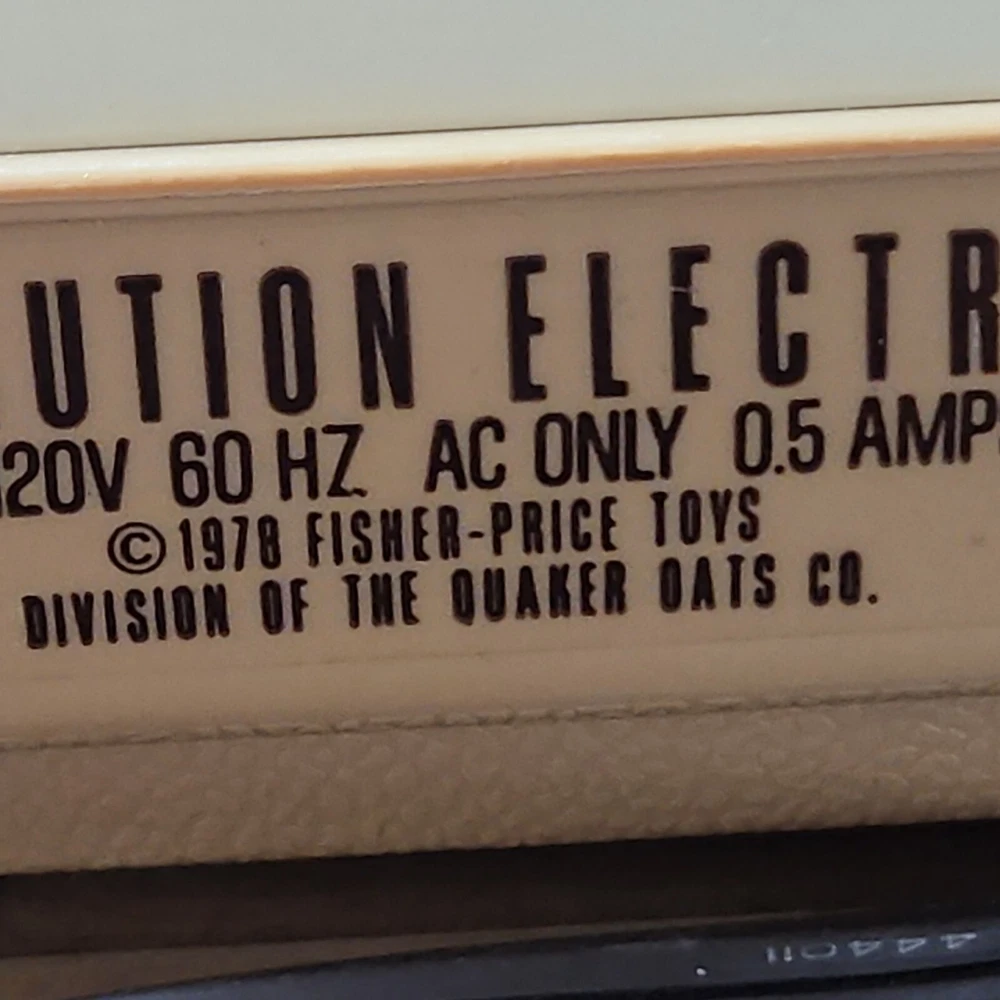 UTION ELECTR
20V 60 HZ. AC ONLY 0.5 AMP
©1978 FISHER-PRICE TOYS
DIVISION OF THE QUAKER OATS CO.